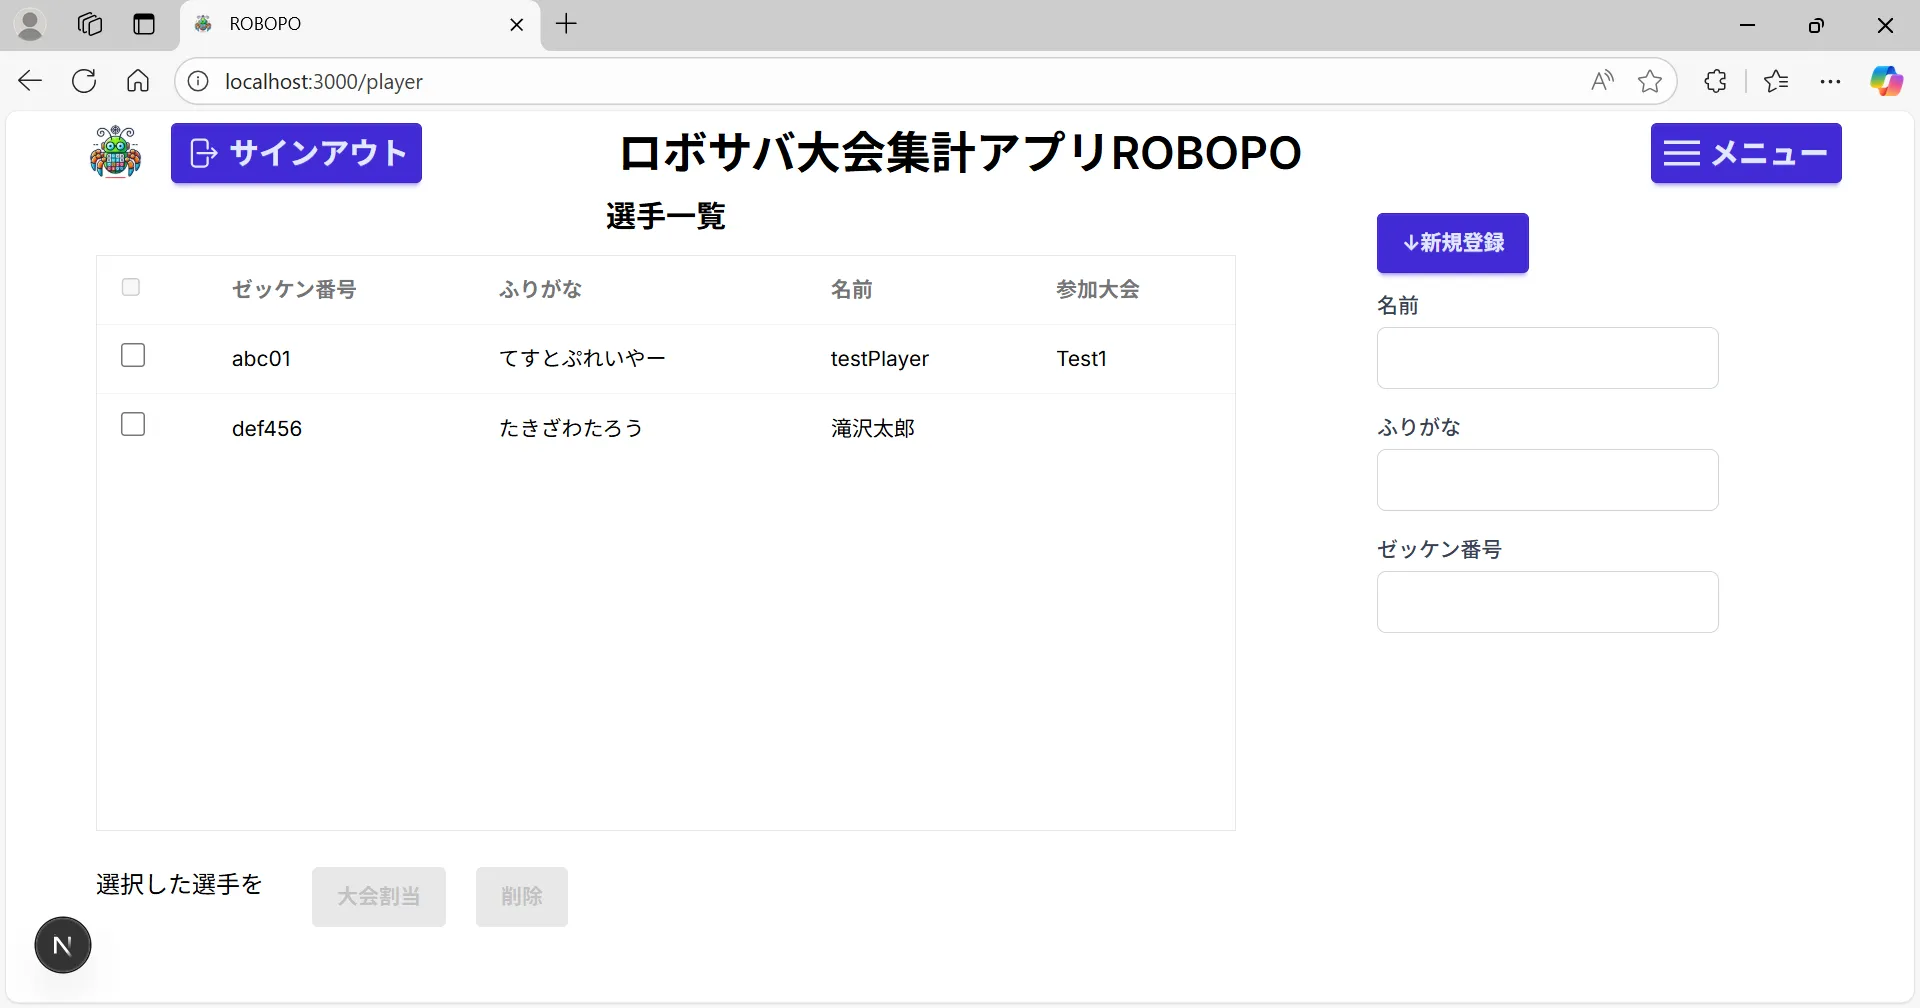 ROBOPO
localhost:3000/player
サインアウト
ロボサバ大会集計アプリROBOPO
メニュー
選手一覧
ゼッケン番号 ふりがな 名前 参加大会
abc01 てすとぷれいやー testPlayer Test1
def456 たきざわたろう 滝沢太郎
選択した選手を 大会割当 削除
↓新規登録
名前
ふりがな
ゼッケン番号
N